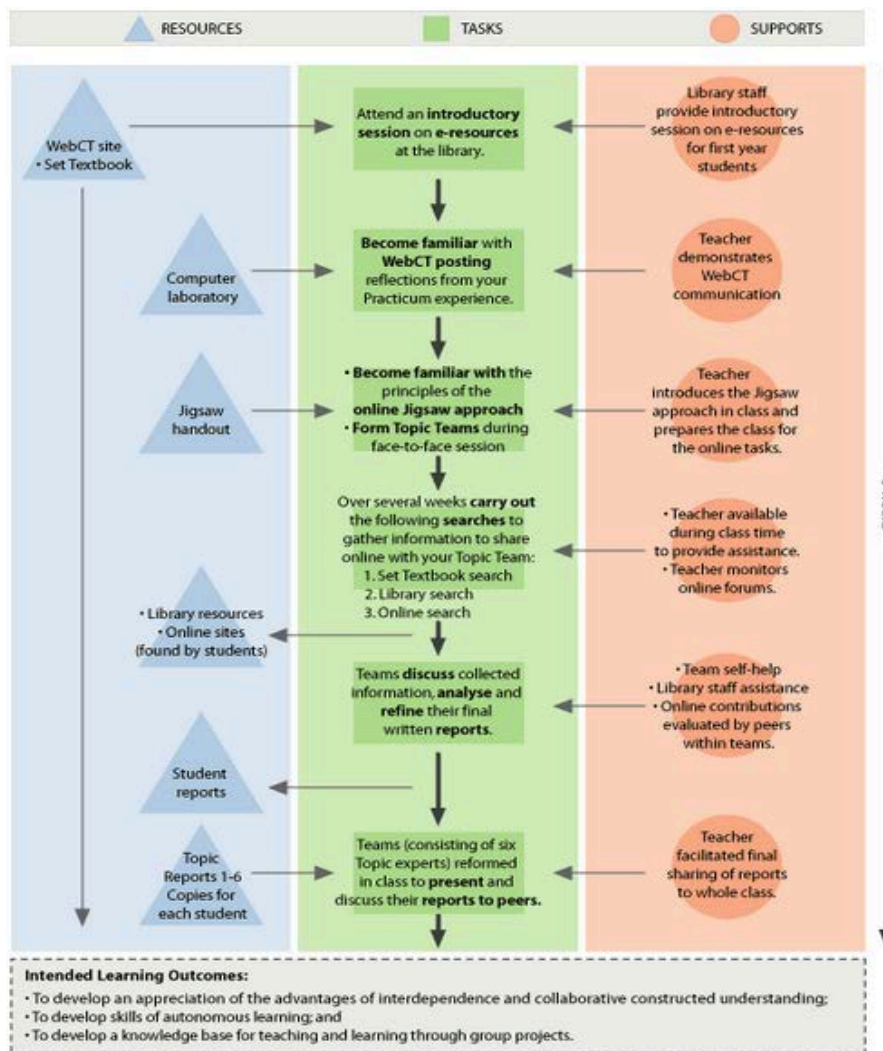 RESOURCES
TASKS
SUPPORTS
WebCT site
• Set Textbook
Attend an introductory
session on e-resources
at the library.
Library staff
provide introductory
session on e-resources
for first year
students
Computer
laboratory
Become familiar with
WebCT posting
reflections from your
Practicum experience.
Teacher
demonstrates
WebCT
communication
Jigsaw
handout
• Become familiar with the
principles of the
online Jigsaw approach
• Form Topic Teams during
face-to-face session
Teacher
introduces the Jigsaw
approach in class and
prepares the class for
the online tasks.
Over several weeks carry out
the following searches to
gather information to share
online with your Topic Team:
1. Set Textbook search
2. Library search
3. Online search
• Teacher available
during class time
to provide assistance.
• Teacher monitors
online forums.
• Library resources
• Online sites
(found by students)
Teams discuss collected
information, analyse and
refine their final
written reports.
• Team self-help
• Library staff assistance
• Online contributions
evaluated by peers
within teams.
Student
reports
Topic
Reports 1-6
Copies for
each student
Teams (consisting of six
Topic experts) reformed
in class to present and
discuss their reports to peers.
Teacher
facilitated final
sharing of reports
to whole class.
Intended Learning Outcomes:
• To develop an appreciation of the advantages of interdependence and collaborative constructed understanding;
• To develop skills of autonomous learning; and
• To develop a knowledge base for teaching and learning through group projects.